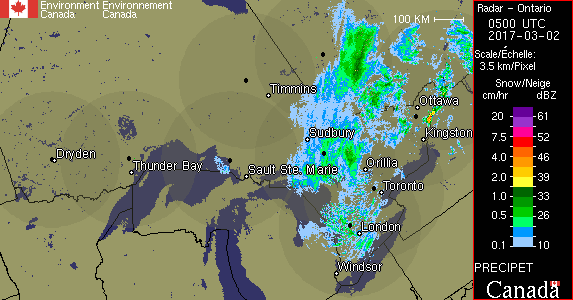 Environment Environnement
Canada Canada
100 KM
Timmins
Ottawa
Sudbury
Kingston
Dryden
Thunder Bay
Sault Ste. Marie
Orillia
Toronto
London
Windsor
Radar - Ontario
0500 UTC
2017-03-02
Scale/Échelle:
3.5 km/Pixel
Snow/Neige
cm/hr dBZ
20 61
7.5 52
4.0 46
2.0 39
1.0 33
0.5 26
0.1 10
PRECIPET
Canada